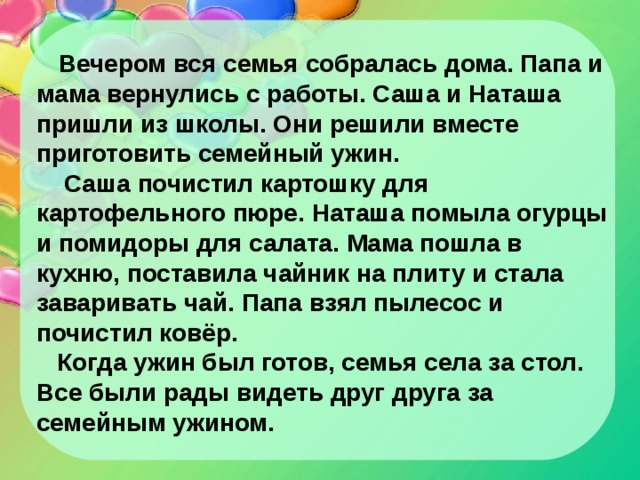 Вечером вся семья собралась дома. Папа и
мама вернулись с работы. Саша и Наташа
пришли из школы. Они решили вместе
приготовить семейный ужин.
Саша почистил картошку для
картофельного пюре. Наташа помыла огурцы
и помидоры для салата. Мама пошла в
кухню, поставила чайник на плиту и стала
заваривать чай. Папа взял пылесос и
почистил ковёр.
Когда ужин был готов, семья села за стол.
Все были рады видеть друг друга за
семейным ужином.